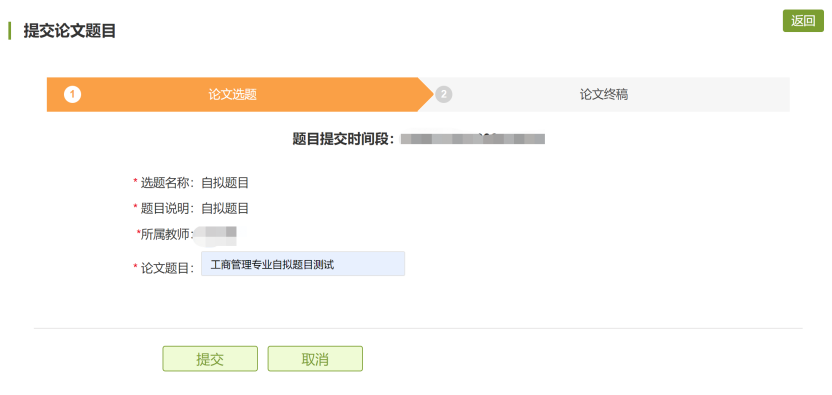 返回
提交论文题目
1 论文选题
2 论文终稿
题目提交时间段：
* 选题名称：自拟题目
* 题目说明：自拟题目
*所属教师：
* 论文题目：工商管理专业自拟题目测试
提交 取消